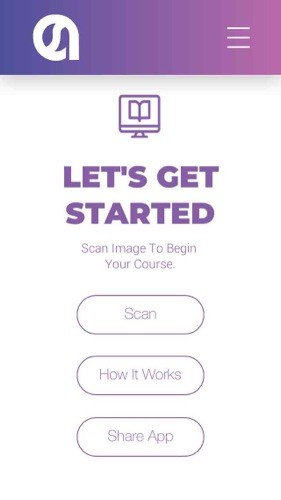 LET'S GET
STARTED
Scan Image To Begin
Your Course.
Scan
How It Works
Share App